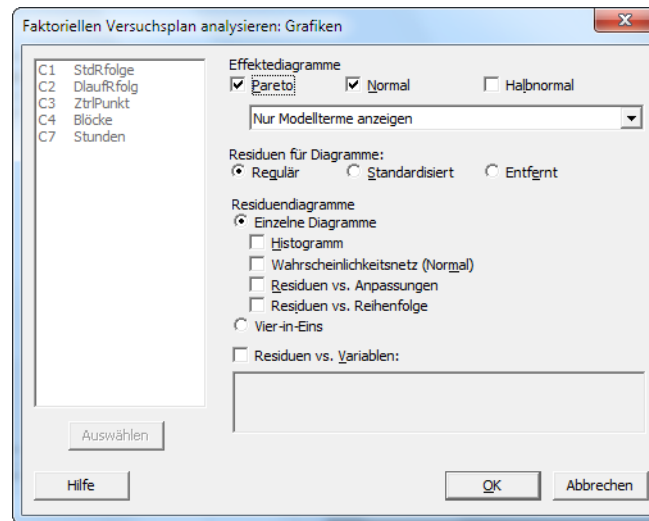 Faktoriellen Versuchsplan analysieren: Grafiken
C1 StdRfolge
C2 DlaufRfolg
C3 ZtrlPunkt
C4 Blöcke
C7 Stunden
Auswählen
Effektediagramme
Pareto Normal Halbnormal
Nur Modellterme anzeigen
Residuen für Diagramme:
Regulär Standardisiert Entfernt
Residuendiagramme
Einzelne Diagramme
Histogramm
Wahrscheinlichkeitsnetz (Normal)
Residuen vs. Anpassungen
Residuen vs. Reihenfolge
Vier-in-Eins
Residuen vs. Variablen:
Hilfe OK Abbrechen